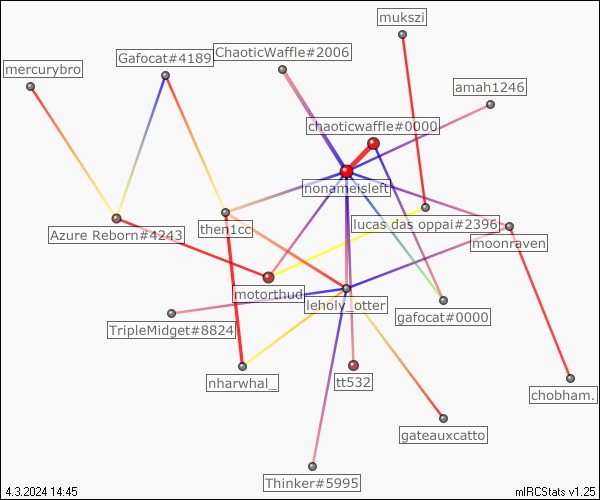 mukszi
ChaoticWaffle#2006
Gafocat#4189
mercurybro
amah1246
chaoticwaffle#0000
nonameisleft
lucas das oppai#2396
then1cc
Azure Reborn#4243
moonraven
motorthud
leholy_otter
gafocat#0000
TripleMidget#8824
nharwhal_
tt532
chobham.
gateauxcatto
Thinker#5995
4.3.2024 14:45
mIRCStats v1.25